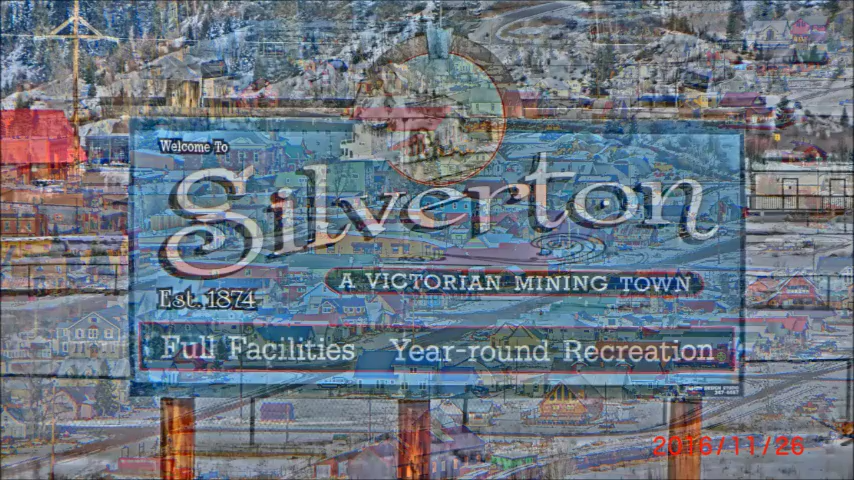 Welcome To
Silverton
A VICTORIAN MINING TOWN
Est. 1874
Full Facilities Year-round Recreation
2016/11/26